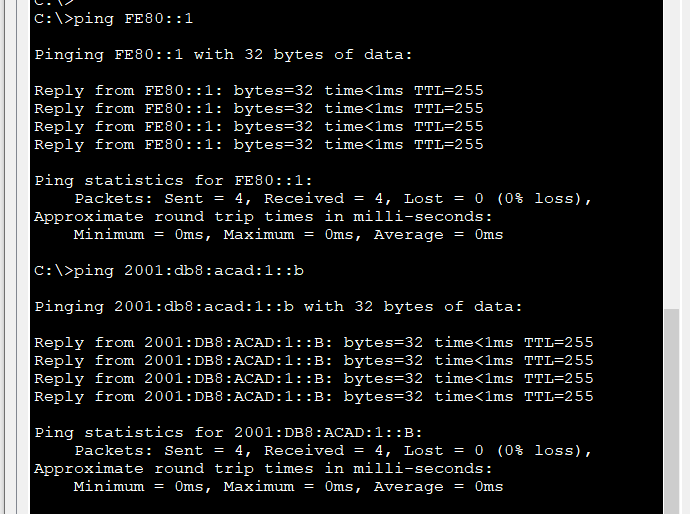 C:\>
C:\>ping FE80::1
Pinging FE80::1 with 32 bytes of data:
Reply from FE80::1: bytes=32 time<1ms TTL=255
Reply from FE80::1: bytes=32 time<1ms TTL=255
Reply from FE80::1: bytes=32 time<1ms TTL=255
Reply from FE80::1: bytes=32 time<1ms TTL=255
Ping statistics for FE80::1:
Packets: Sent = 4, Received = 4, Lost = 0 (0% loss),
Approximate round trip times in milli-seconds:
Minimum = 0ms, Maximum = 0ms, Average = 0ms
C:\>ping 2001:db8:acad:1::b
Pinging 2001:db8:acad:1::b with 32 bytes of data:
Reply from 2001:DB8:ACAD:1::B: bytes=32 time<1ms TTL=255
Reply from 2001:DB8:ACAD:1::B: bytes=32 time<1ms TTL=255
Reply from 2001:DB8:ACAD:1::B: bytes=32 time<1ms TTL=255
Reply from 2001:DB8:ACAD:1::B: bytes=32 time<1ms TTL=255
Ping statistics for 2001:DB8:ACAD:1::B:
Packets: Sent = 4, Received = 4, Lost = 0 (0% loss),
Approximate round trip times in milli-seconds:
Minimum = 0ms, Maximum = 0ms, Average = 0ms